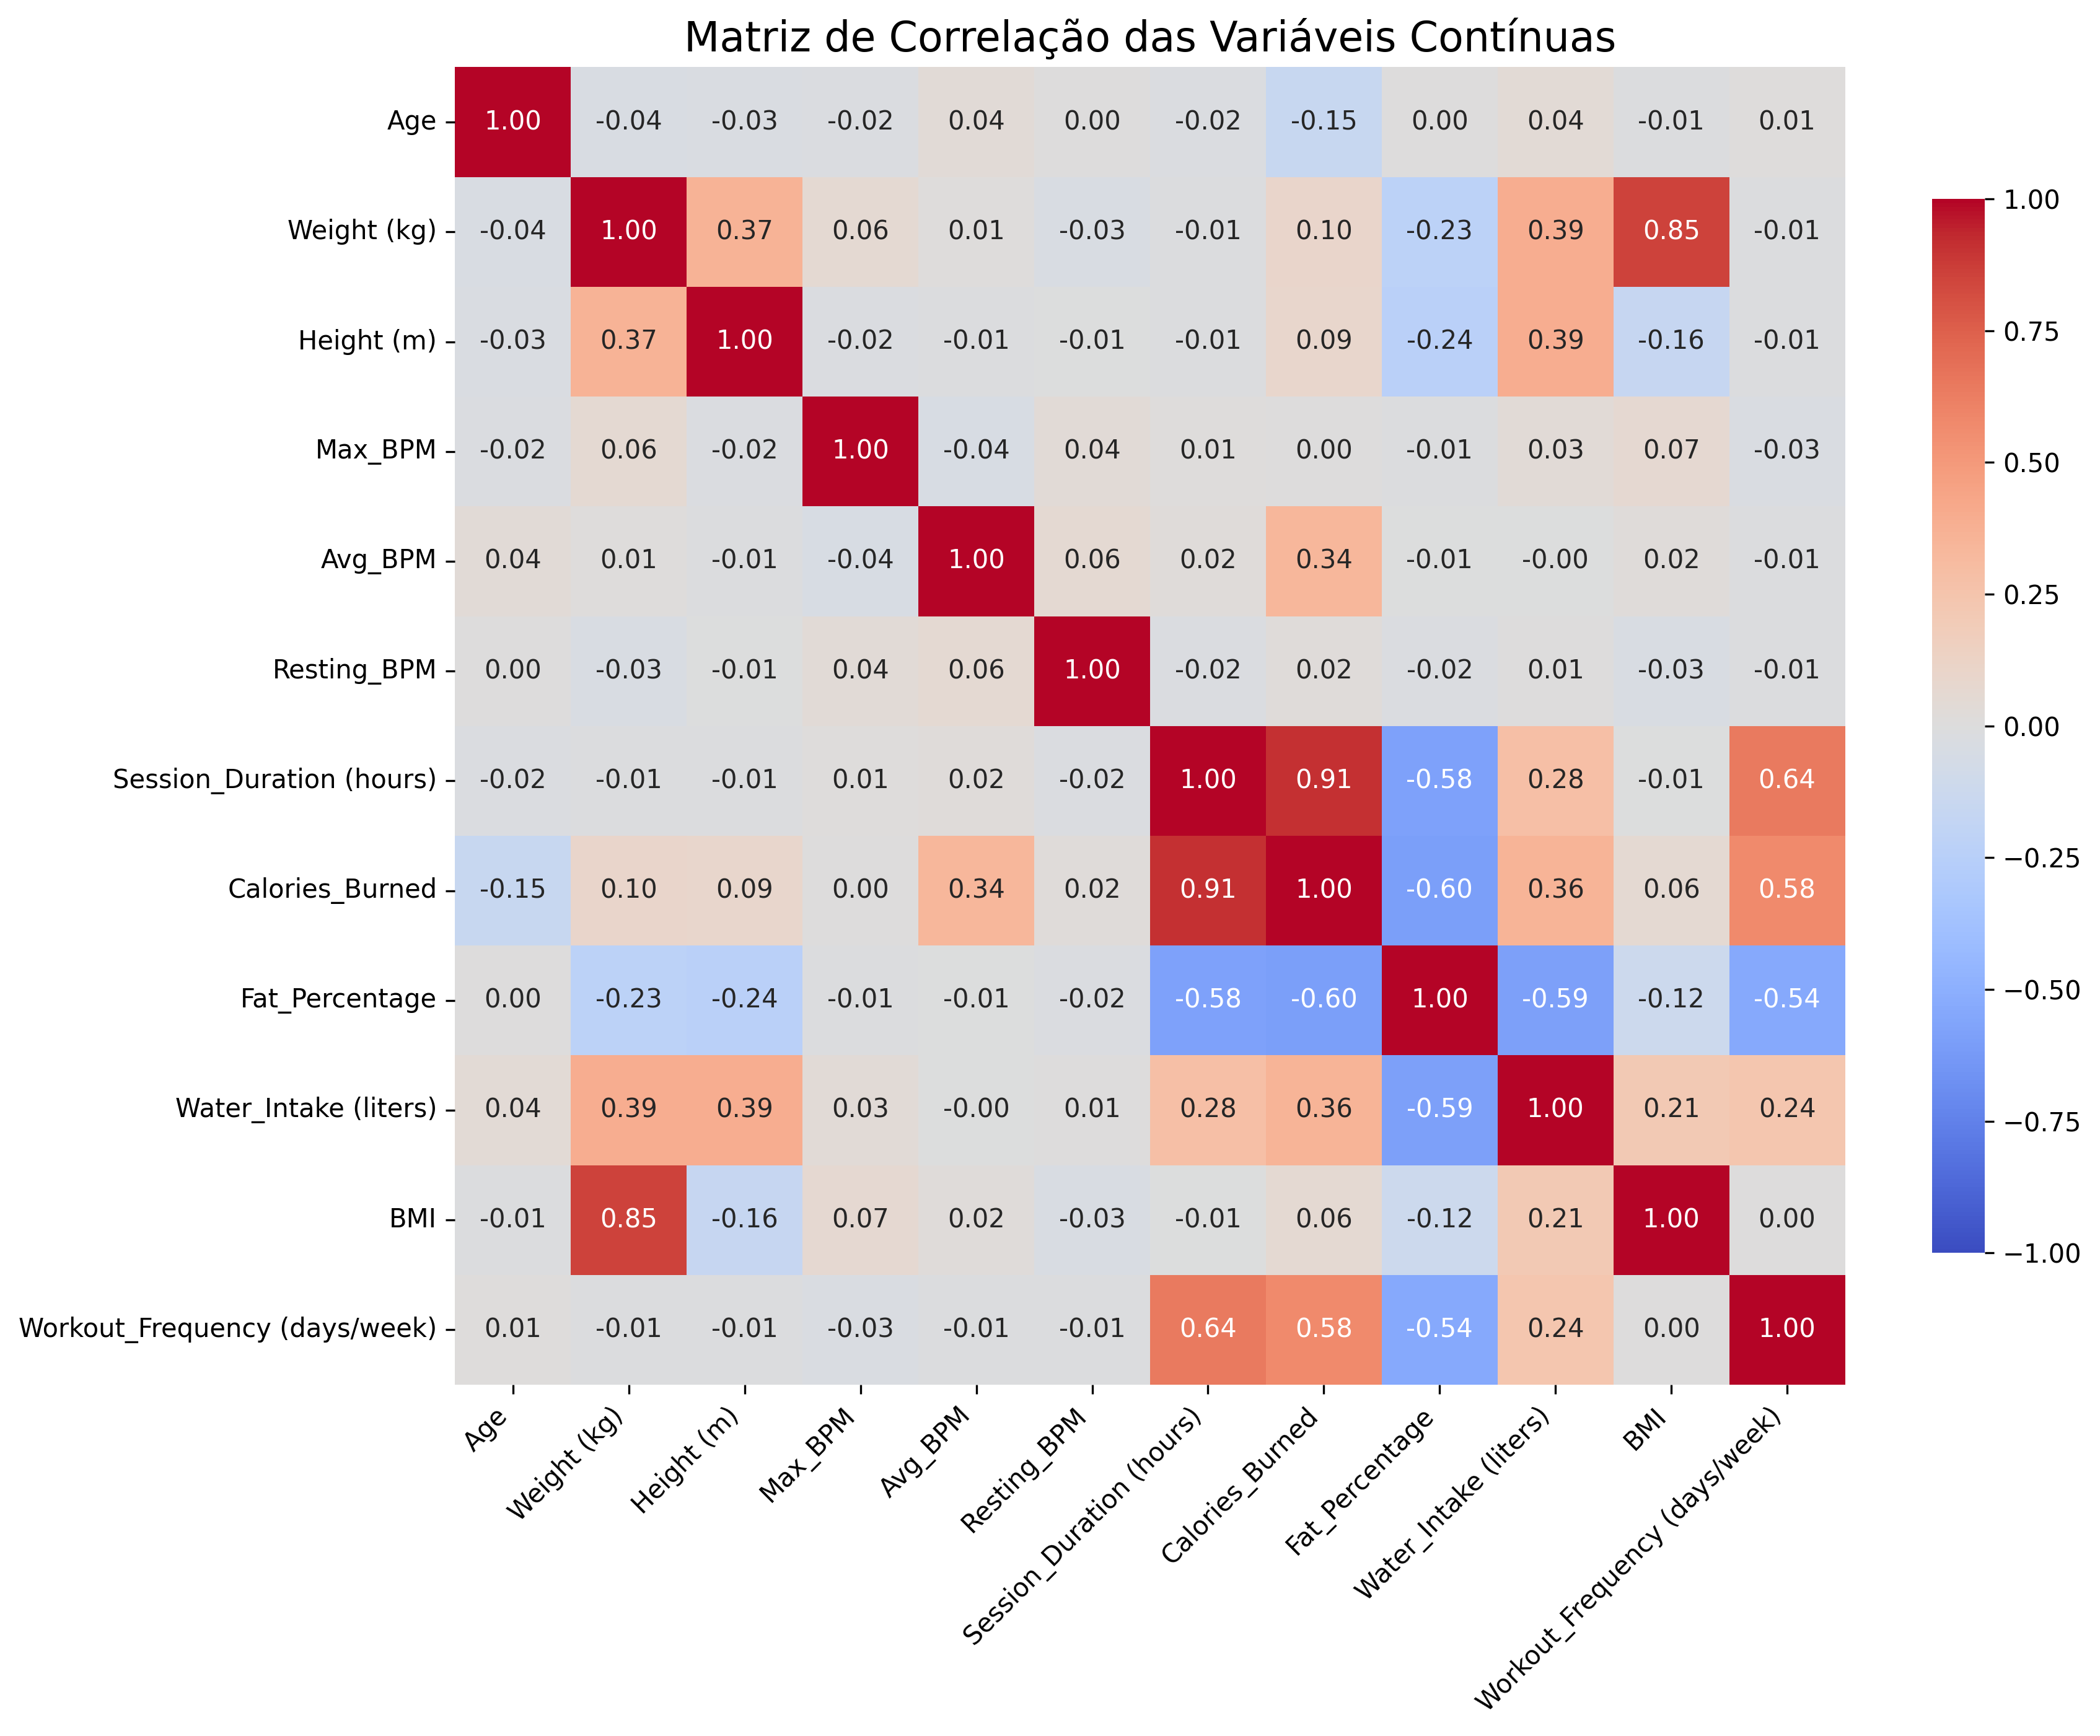 Matriz de Correlação das Variáveis Contínuas
Age 1.00 -0.04 -0.03 -0.02 0.04 0.00 -0.02 -0.15 0.00 0.04 -0.01 0.01
Weight (kg) -0.04 1.00 0.37 0.06 0.01 -0.03 -0.01 0.10 -0.23 0.39 0.85 -0.01
Height (m) -0.03 0.37 1.00 -0.02 -0.01 -0.01 -0.01 0.09 -0.24 0.39 -0.16 -0.01
Max_BPM -0.02 0.06 -0.02 1.00 -0.04 0.04 0.01 0.00 -0.01 0.03 0.07 -0.03
Avg_BPM 0.04 0.01 -0.01 -0.04 1.00 0.06 0.02 0.34 -0.01 -0.00 0.02 -0.01
Resting_BPM 0.00 -0.03 -0.01 0.04 0.06 1.00 -0.02 0.02 -0.02 0.01 -0.03 -0.01
Session_Duration (hours) -0.02 -0.01 -0.01 0.01 0.02 -0.02 1.00 0.91 -0.58 0.28 -0.01 0.64
Calories_Burned -0.15 0.10 0.09 0.00 0.34 0.02 0.91 1.00 -0.60 0.36 0.06 0.58
Fat_Percentage 0.00 -0.23 -0.24 -0.01 -0.01 -0.02 -0.58 -0.60 1.00 -0.59 -0.12 -0.54
Water_Intake (liters) 0.04 0.39 0.39 0.03 -0.00 0.01 0.28 0.36 -0.59 1.00 0.21 0.24
BMI -0.01 0.85 -0.16 0.07 0.02 -0.03 -0.01 0.06 -0.12 0.21 1.00 0.00
Workout_Frequency (days/week) 0.01 -0.01 -0.01 -0.03 -0.01 -0.01 0.64 0.58 -0.54 0.24 0.00 1.00
Age
Weight (kg)
Height (m)
Max_BPM
Avg_BPM
Resting_BPM
Session_Duration (hours)
Calories_Burned
Fat_Percentage
Water_Intake (liters)
BMI
Workout_Frequency (days/week)
1.00
0.75
0.50
0.25
0.00
−0.25
−0.50
−0.75
−1.00